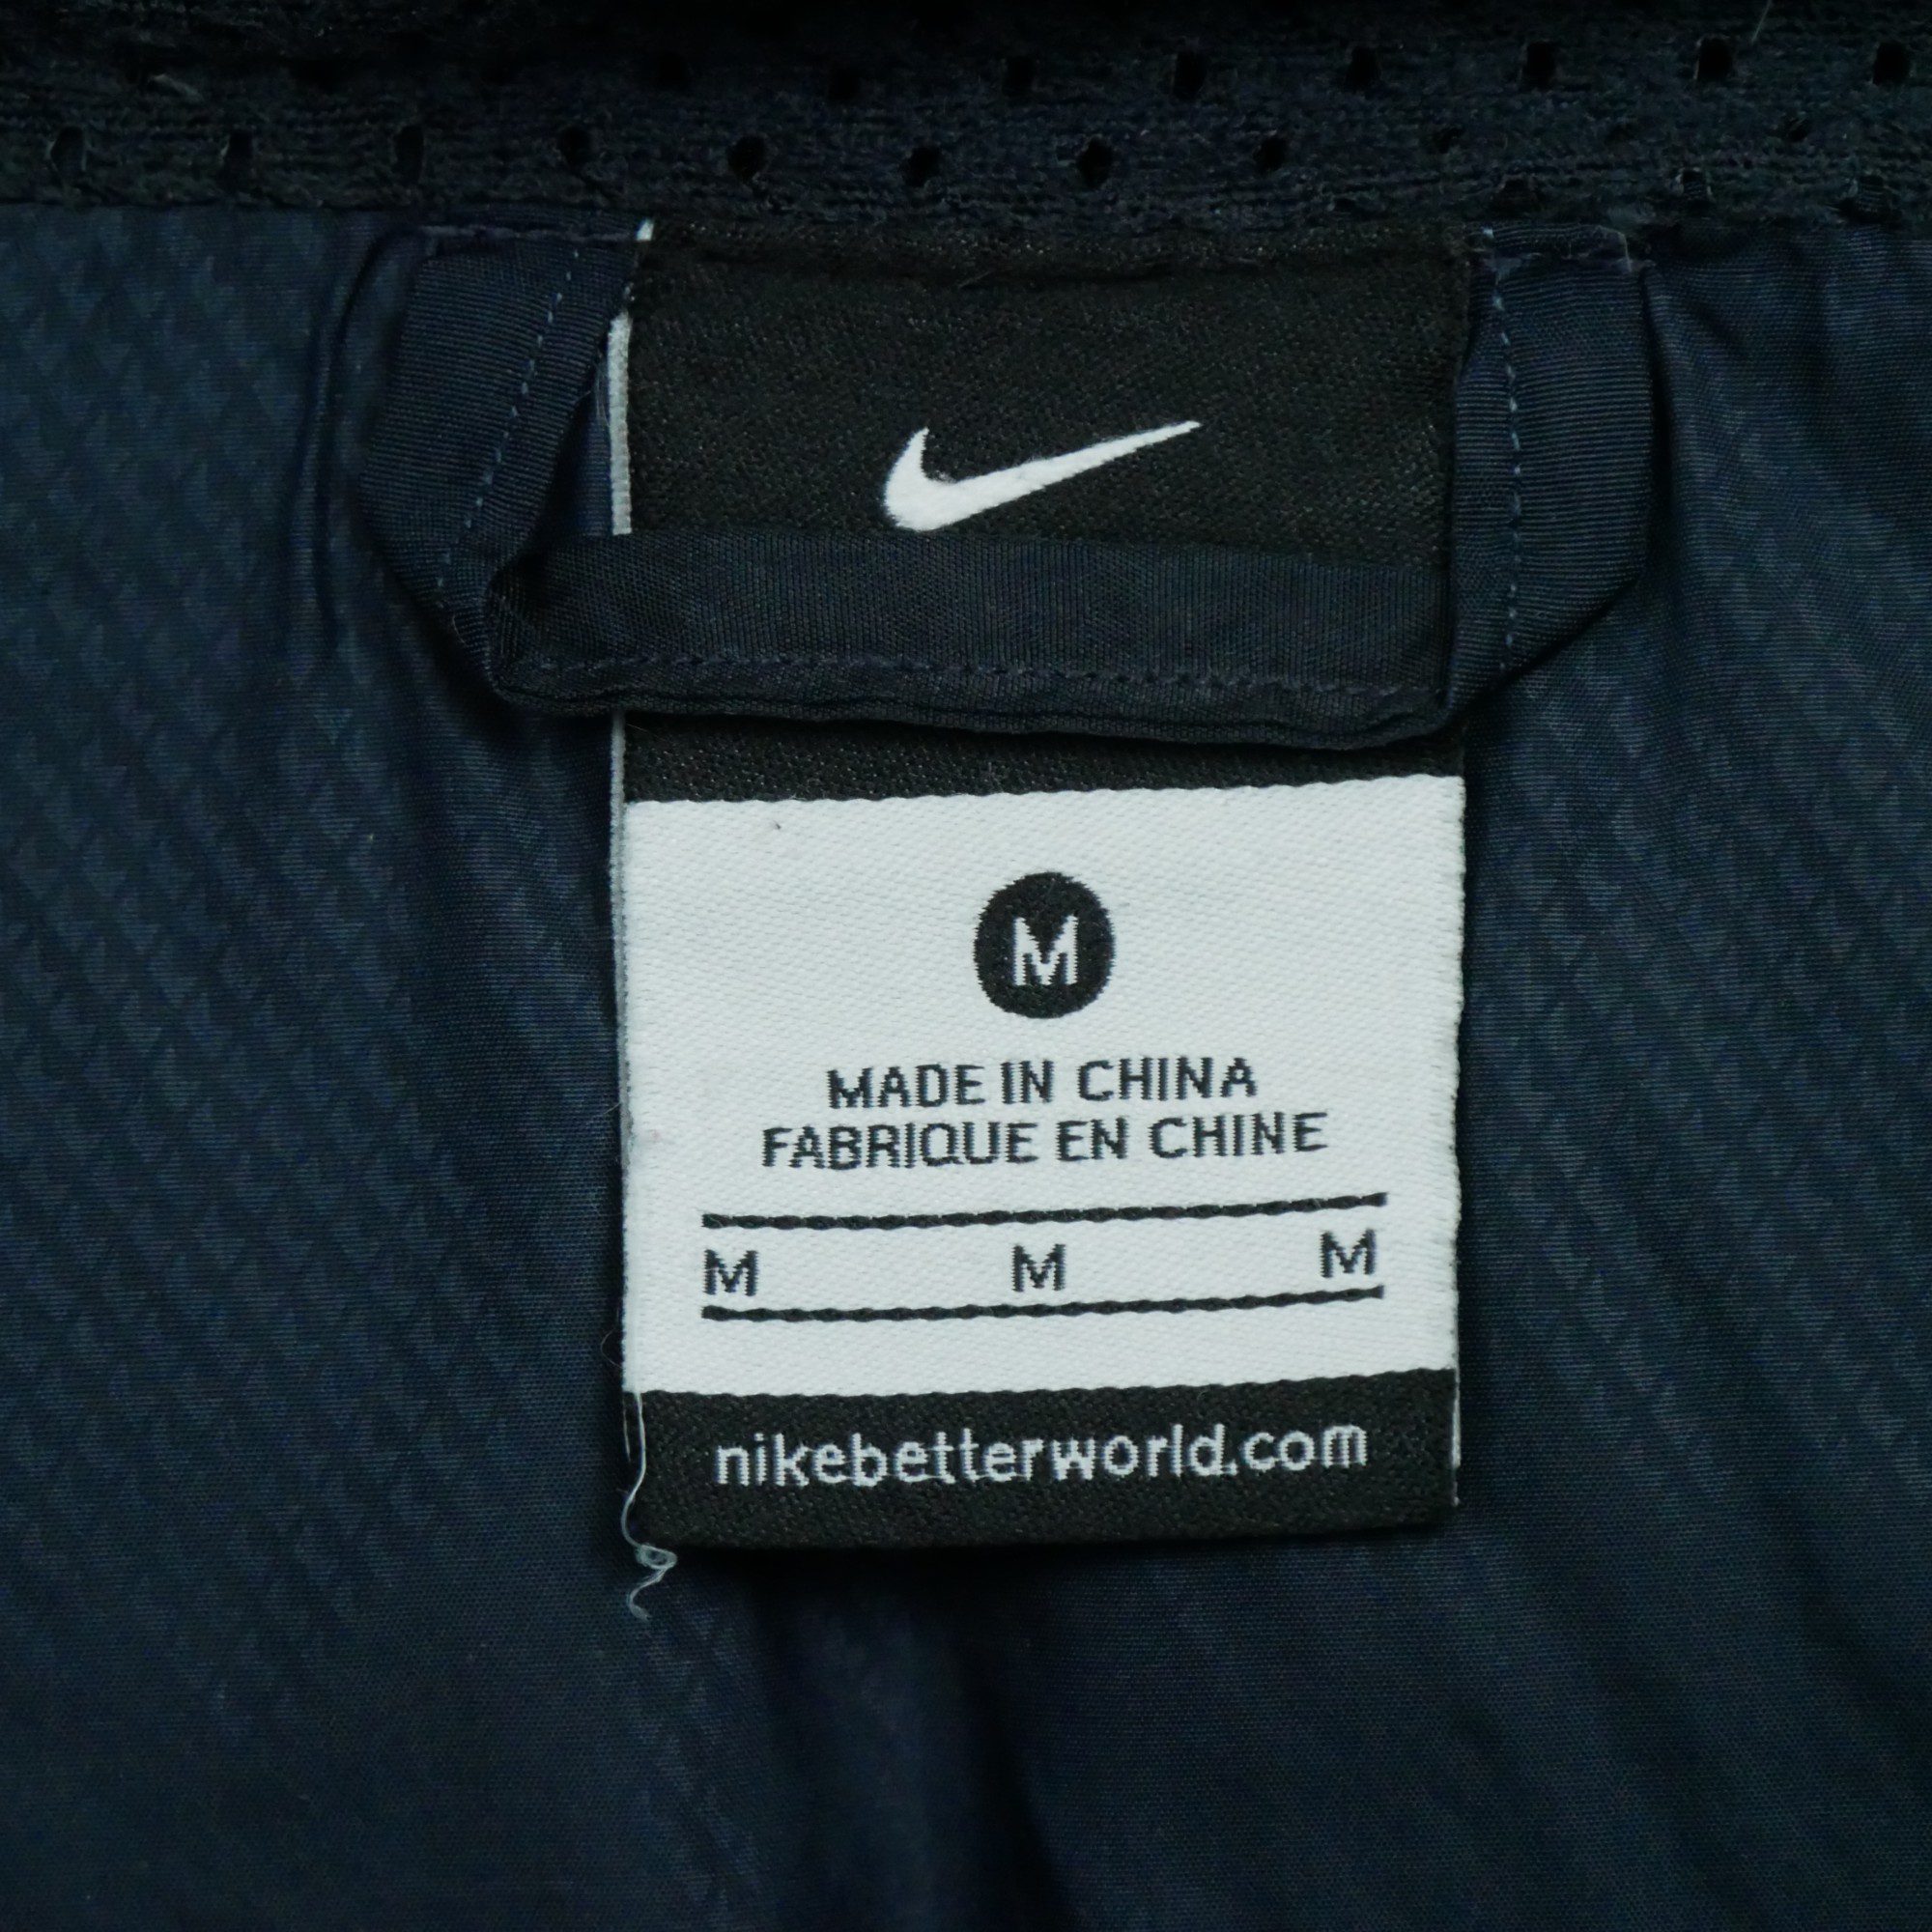 M
MADE IN CHINA
FABRIQUE EN CHINE
M M M
nikebetterworld.com